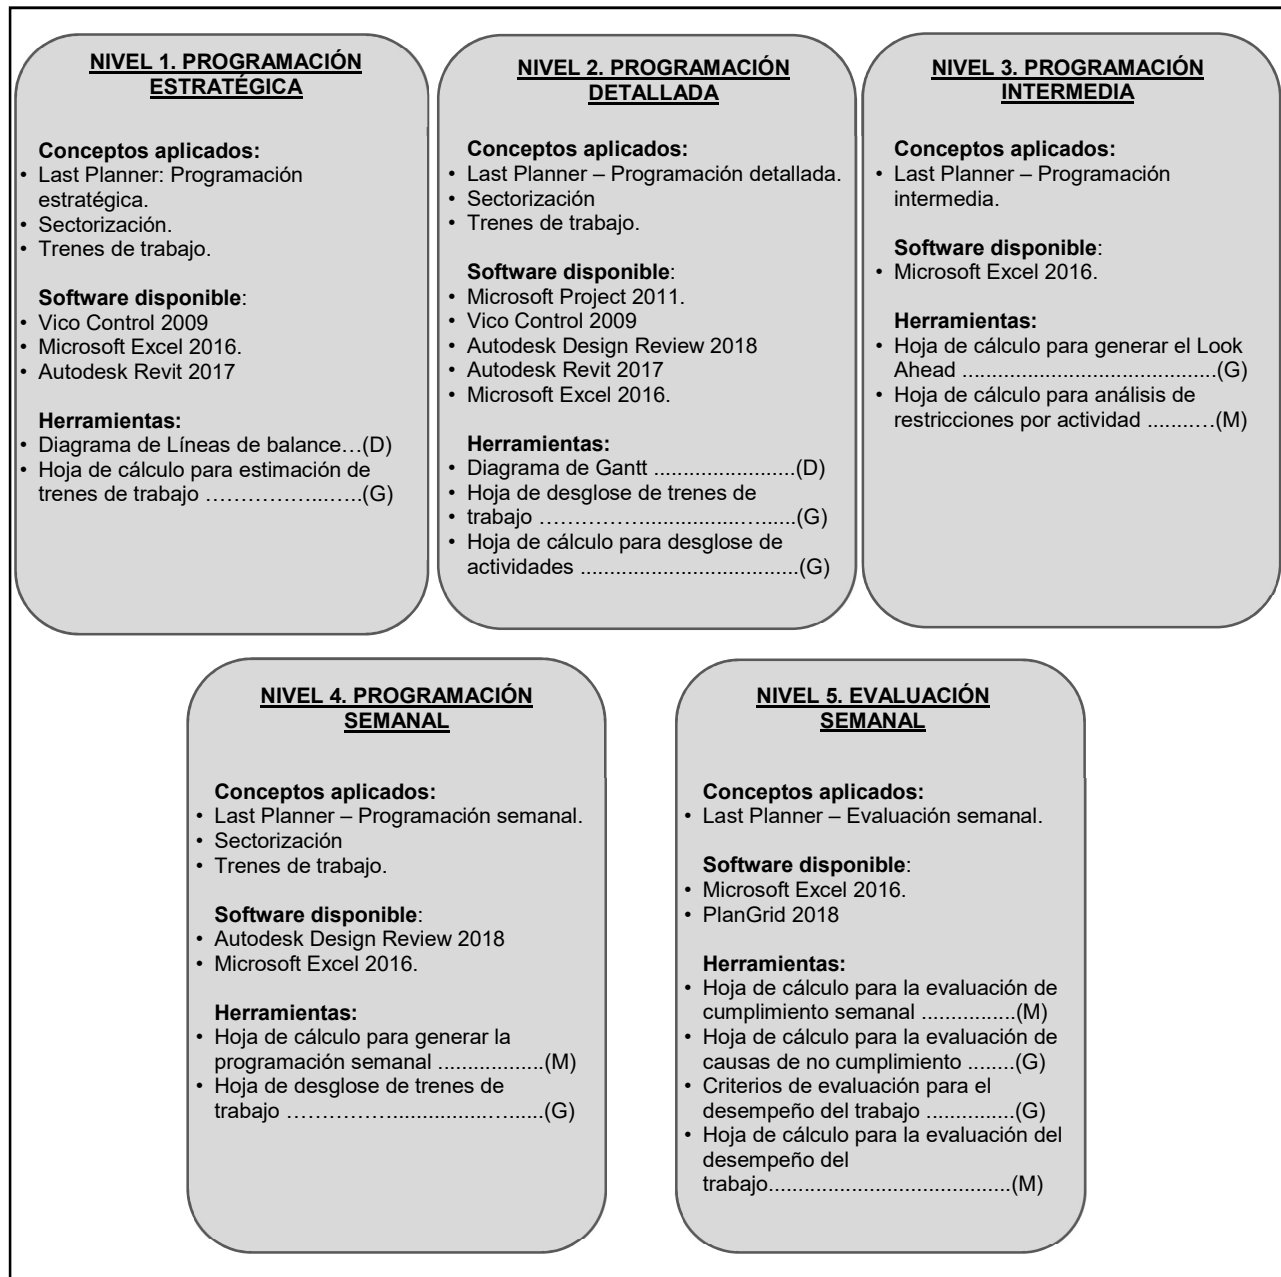 NIVEL 1. PROGRAMACIÓN
ESTRATÉGICA
Conceptos aplicados:
• Last Planner: Programación
estratégica.
• Sectorización.
• Trenes de trabajo.
Software disponible:
• Vico Control 2009
• Microsoft Excel 2016.
• Autodesk Revit 2017
Herramientas:
• Diagrama de Líneas de balance…(D)
• Hoja de cálculo para estimación de
trenes de trabajo ……………...…..(G)
NIVEL 2. PROGRAMACIÓN
DETALLADA
Conceptos aplicados:
• Last Planner – Programación detallada.
• Sectorización
• Trenes de trabajo.
Software disponible:
• Microsoft Project 2011.
• Vico Control 2009
• Autodesk Design Review 2018
• Autodesk Revit 2017
• Microsoft Excel 2016.
Herramientas:
• Diagrama de Gantt ........................(D)
• Hoja de desglose de trenes de
• trabajo ……………................…......(G)
• Hoja de cálculo para desglose de
actividades .....................................(G)
NIVEL 3. PROGRAMACIÓN
INTERMEDIA
Conceptos aplicados:
• Last Planner – Programación
intermedia.
Software disponible:
• Microsoft Excel 2016.
Herramientas:
• Hoja de cálculo para generar el Look
Ahead ...........................................(G)
• Hoja de cálculo para análisis de
restricciones por actividad .......…(M)
NIVEL 4. PROGRAMACIÓN
SEMANAL
Conceptos aplicados:
• Last Planner – Programación semanal.
• Sectorización
• Trenes de trabajo.
Software disponible:
• Autodesk Design Review 2018
• Microsoft Excel 2016.
Herramientas:
• Hoja de cálculo para generar la
programación semanal ..................(M)
• Hoja de desglose de trenes de
trabajo ……………................…......(G)
NIVEL 5. EVALUACIÓN
SEMANAL
Conceptos aplicados:
• Last Planner – Evaluación semanal.
Software disponible:
• Microsoft Excel 2016.
• PlanGrid 2018
Herramientas:
• Hoja de cálculo para la evaluación de
cumplimiento semanal ................(M)
• Hoja de cálculo para la evaluación de
causas de no cumplimiento ........(G)
• Criterios de evaluación para el
desempeño del trabajo ...............(G)
• Hoja de cálculo para la evaluación del
desempeño del
trabajo.........................................(M)